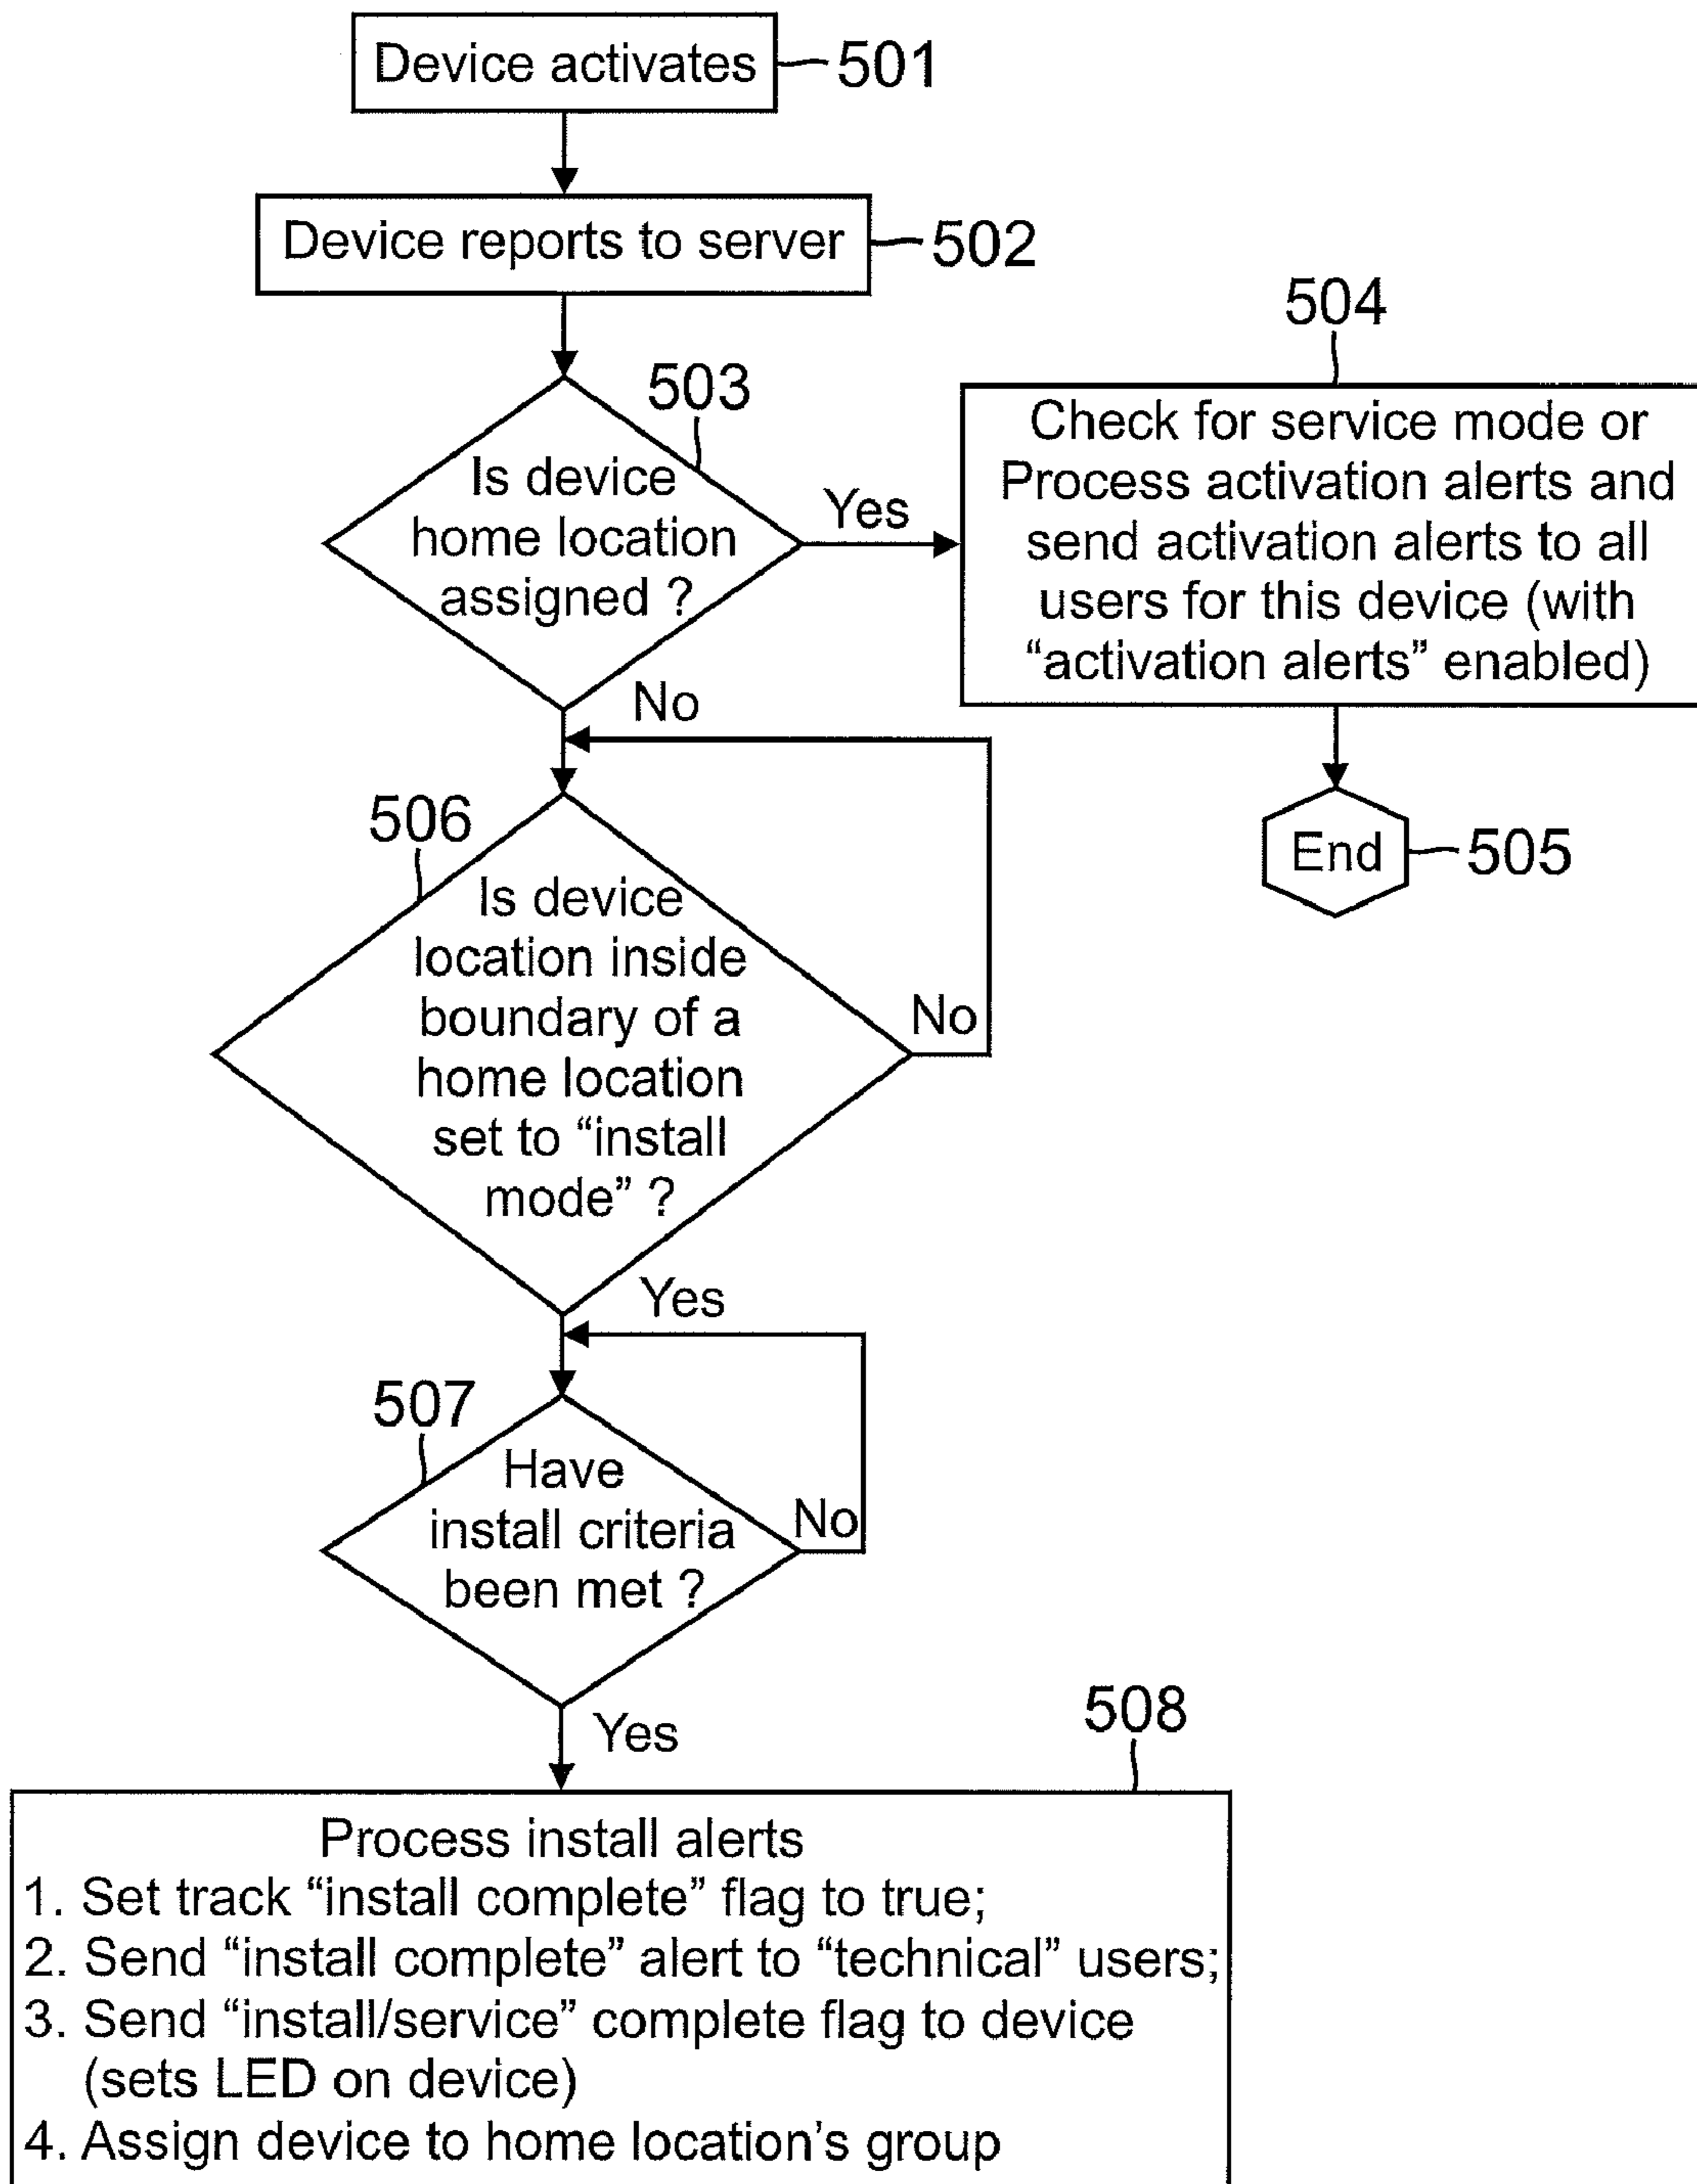 Device activates
501
Device reports to server
502
503
Is device
home location
assigned ?
Yes
No
504
Check for service mode or
Process activation alerts and
send activation alerts to all
users for this device (with
“activation alerts” enabled)
End
505
506
Is device
location inside
boundary of a
home location
set to “install
mode” ?
No
Yes
507
Have
install criteria
been met ?
No
Yes
508
Process install alerts
1. Set track “install complete” flag to true;
2. Send “install complete” alert to “technical” users;
3. Send “install/service” complete flag to device
(sets LED on device)
4. Assign device to home location’s group